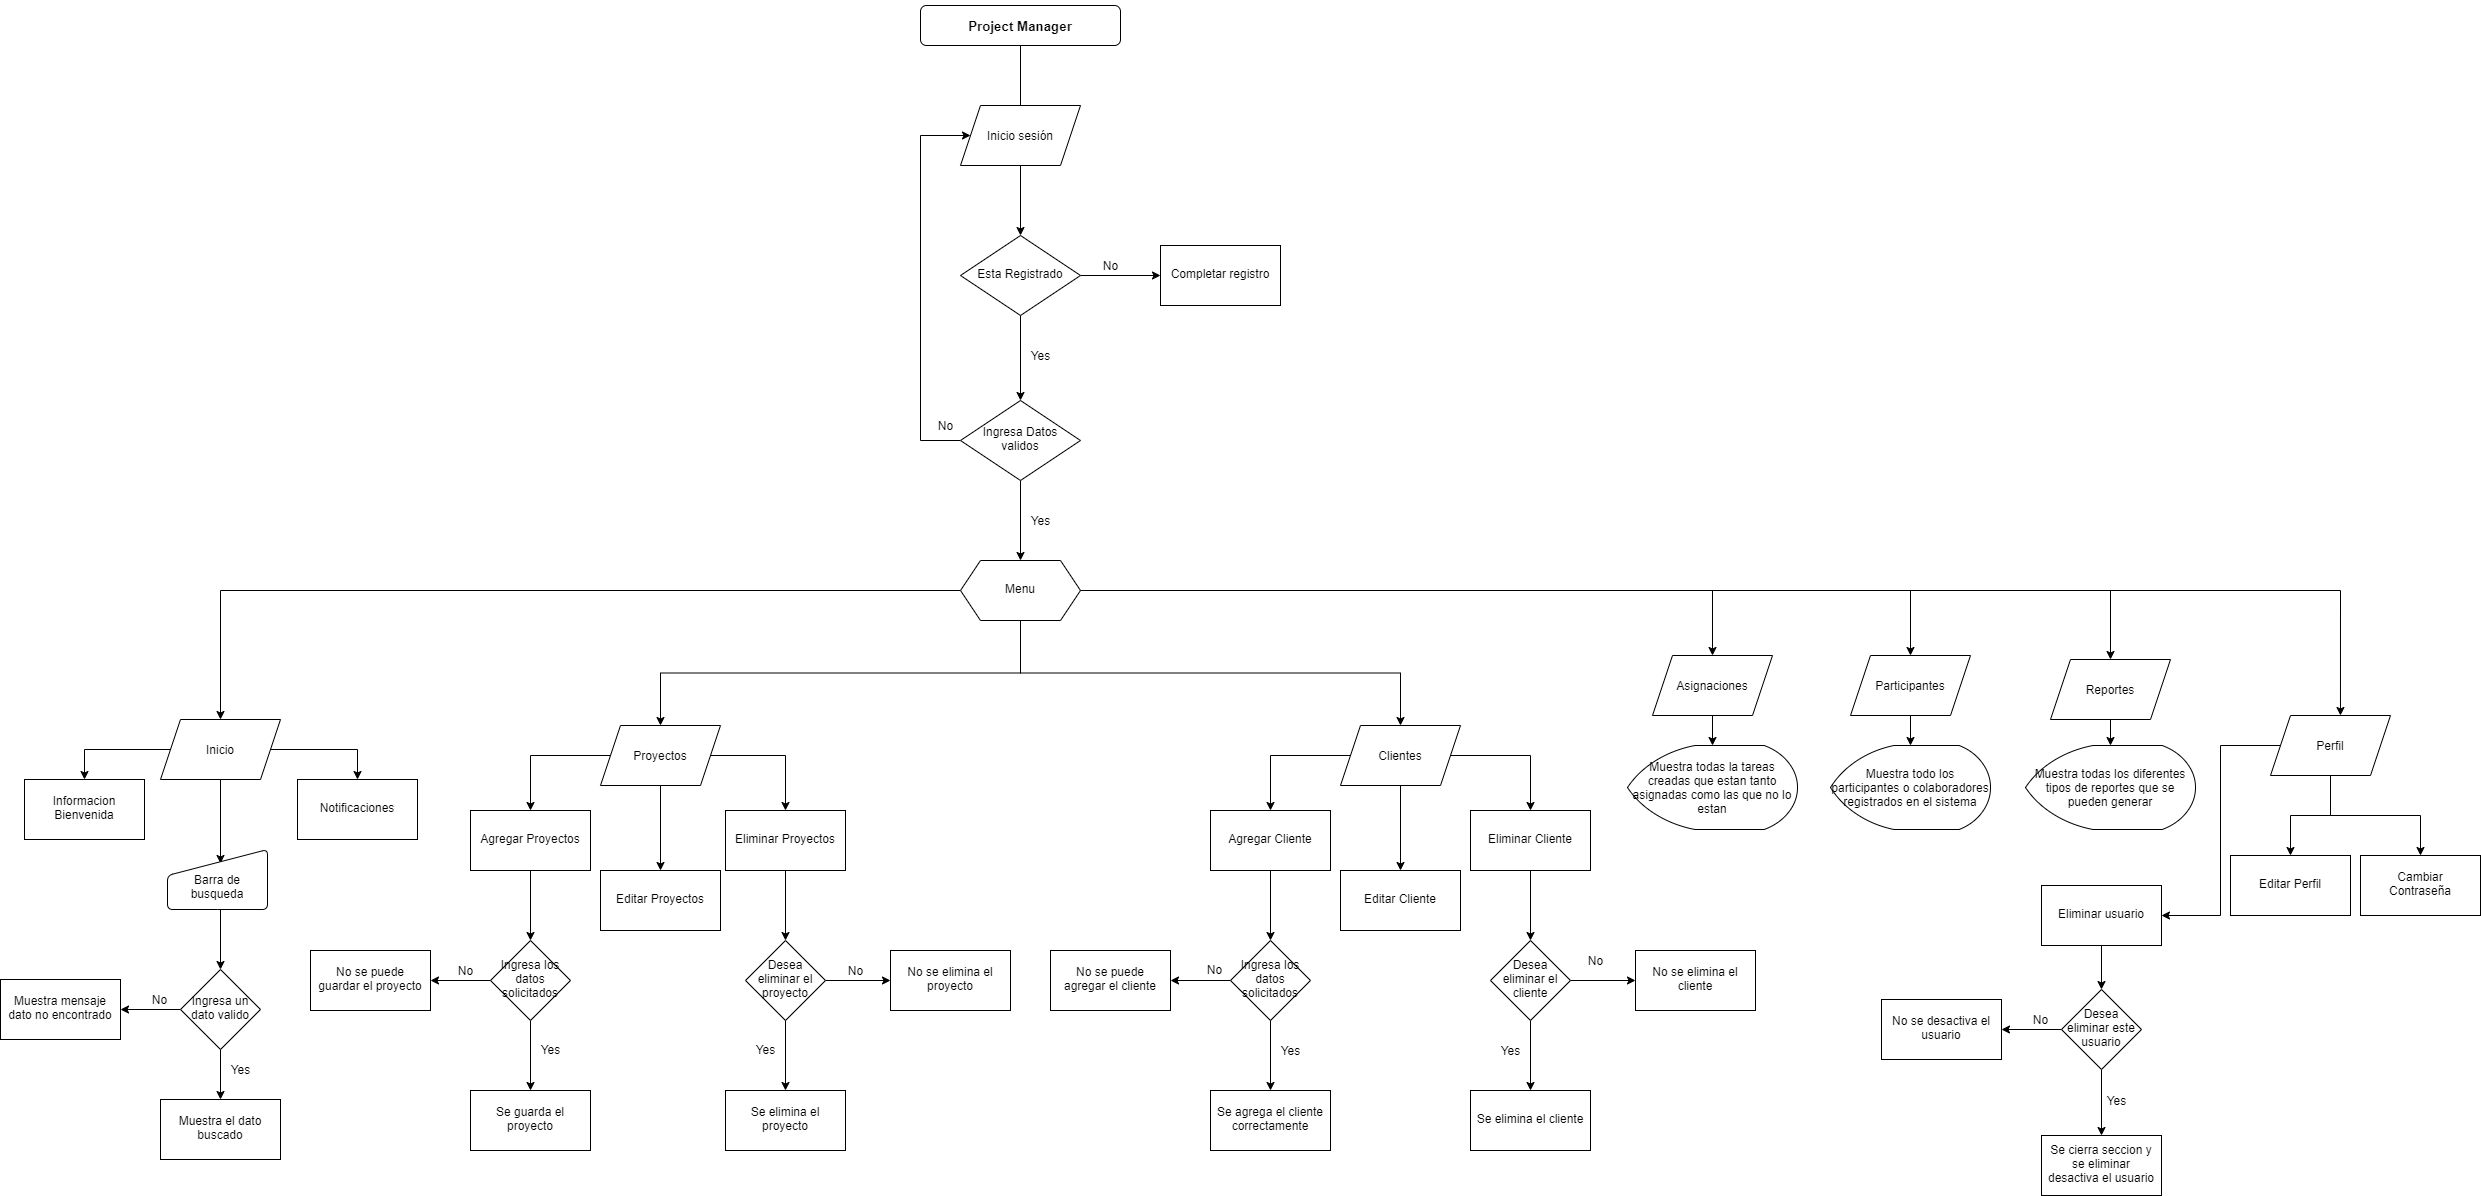 Project Manager
Inicio sesión
Esta Registrado
No
Completar registro
Yes
No
Ingresa Datos
validos
Yes
Menu
Inicio
Informacion
Bienvenida
Notificaciones
Barra de
busqueda
Ingresa un
dato valido
No
Muestra mensaje
dato no encontrado
Yes
Muestra el dato
buscado
Proyectos
Agregar Proyectos
Editar Proyectos
Eliminar Proyectos
Ingresa los
datos
solicitados
No
No se puede
guardar el proyecto
Yes
Se guarda el
proyecto
Desea
eliminar el
proyecto
No
No se elimina el
proyecto
Yes
Se elimina el
proyecto
Clientes
Agregar Cliente
Editar Cliente
Eliminar Cliente
Ingresa los
datos
solicitados
No
No se puede
agregar el cliente
Yes
Se agrega el cliente
correctamente
Desea
eliminar el
cliente
No
No se elimina el
cliente
Yes
Se elimina el cliente
Asignaciones
Muestra todas la tareas
creadas que estan tanto
asignadas como las que no lo
estan
Participantes
Muestra todo los
participantes o colaboradores
registrados en el sistema
Reportes
Muestra todas los diferentes
tipos de reportes que se
pueden generar
Perfil
Editar Perfil
Cambiar
Contraseña
Eliminar usuario
Desea
eliminar este
usuario
No
No se desactiva el
usuario
Yes
Se cierra seccion y
se eliminar
desactiva el usuario